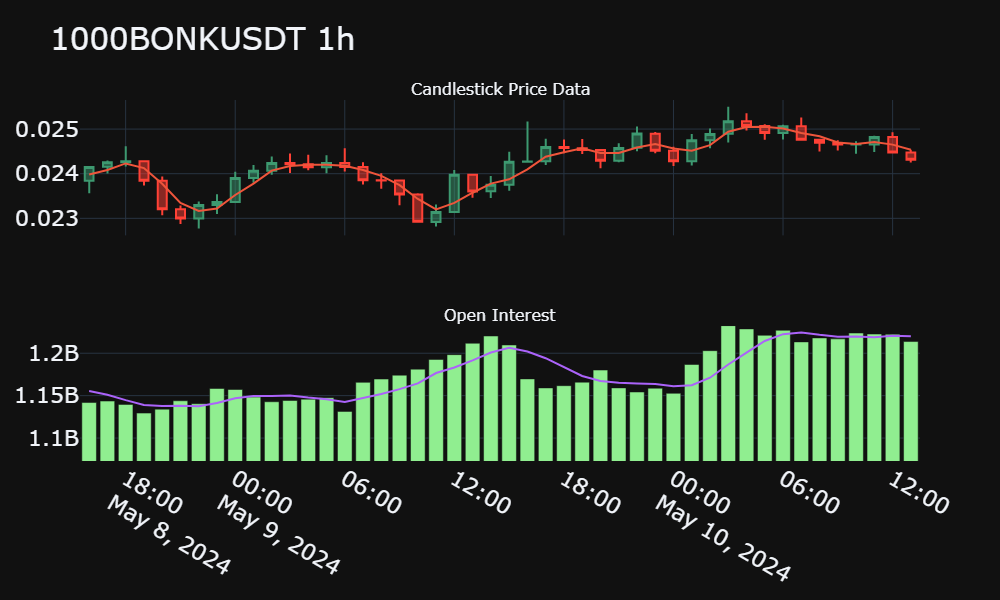 1000BONKUSDT 1h
Candlestick Price Data
0.025
0.024
0.023
Open Interest
1.2B
1.15B
1.1B
18:00
May 8, 2024
00:00
May 9, 2024
06:00
12:00
18:00
00:00
May 10, 2024
06:00
12:00